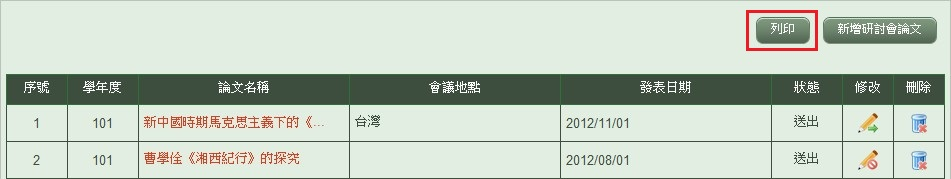 列印 新增研討會論文
序號 學年度 論文名稱 會議地點 發表日期 狀態 修改 刪除
1 101 新中國時期馬克思主義下的《... 台灣 2012/11/01 送出
2 101 曹學佺《湘西紀行》的探究 2012/08/01 送出